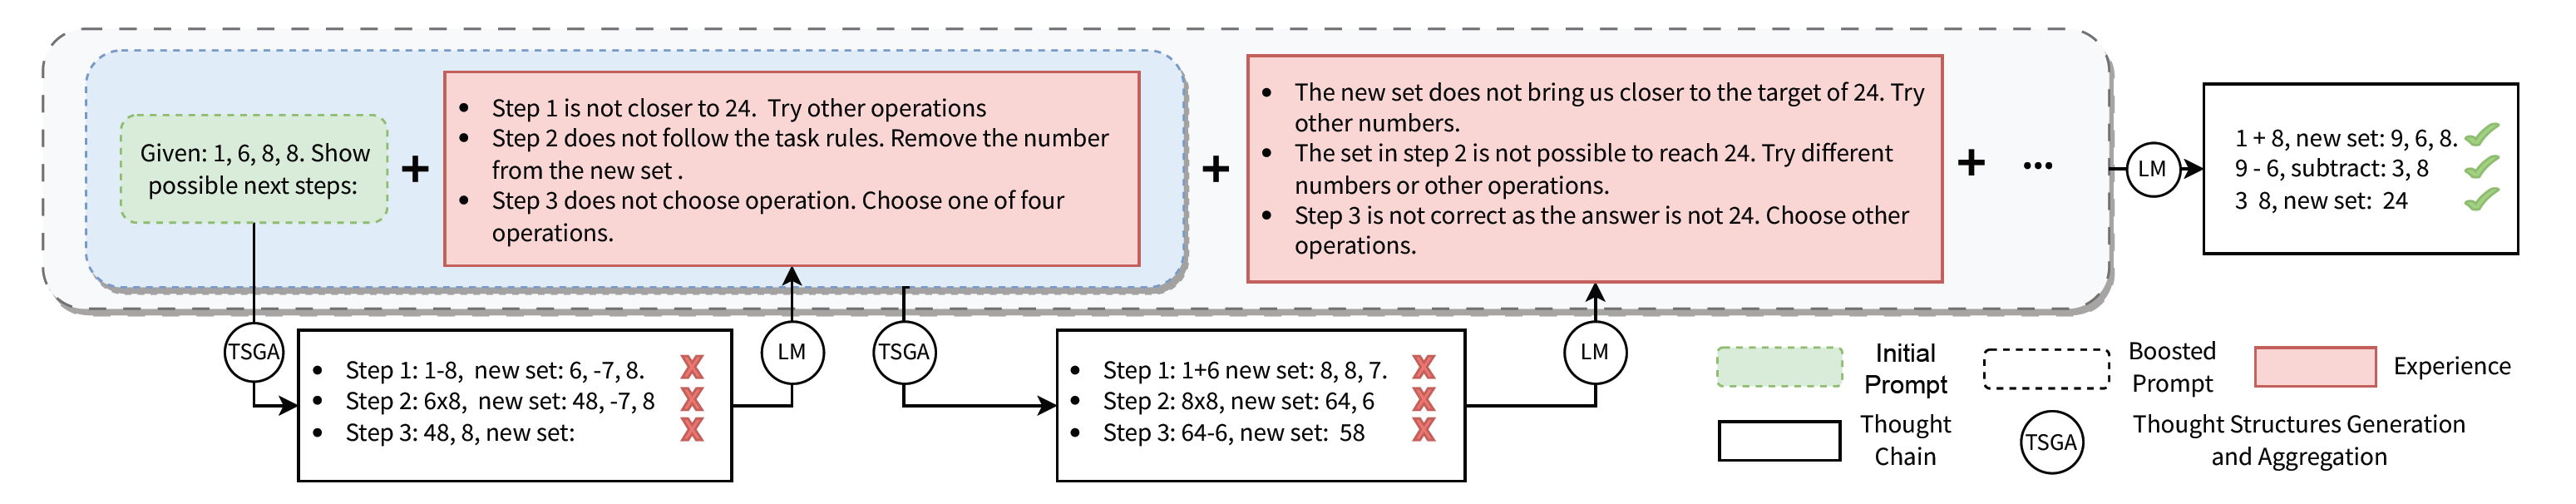 Given: 1, 6, 8, 8. Show
possible next steps:
+
• Step 1 is not closer to 24.  Try other operations
• Step 2 does not follow the task rules. Remove the number
from the new set .
• Step 3 does not choose operation. Choose one of four
operations.
+
• The new set does not bring us closer to the target of 24. Try
other numbers.
• The set in step 2 is not possible to reach 24. Try different
numbers or other operations.
• Step 3 is not correct as the answer is not 24. Choose other
operations.
+ ...
LM
1 + 8, new set: 9, 6, 8.
9 - 6, subtract: 3, 8
3  8, new set:  24
TSGA
• Step 1: 1-8,  new set: 6, -7, 8.
• Step 2: 6x8,  new set: 48, -7, 8
• Step 3: 48, 8, new set:
LM
TSGA
• Step 1: 1+6 new set: 8, 8, 7.
• Step 2: 8x8, new set: 64, 6
• Step 3: 64-6, new set:  58
LM
Initial
Prompt
Boosted
Prompt
Experience
Thought
Chain
TSGA
Thought Structures Generation
and Aggregation